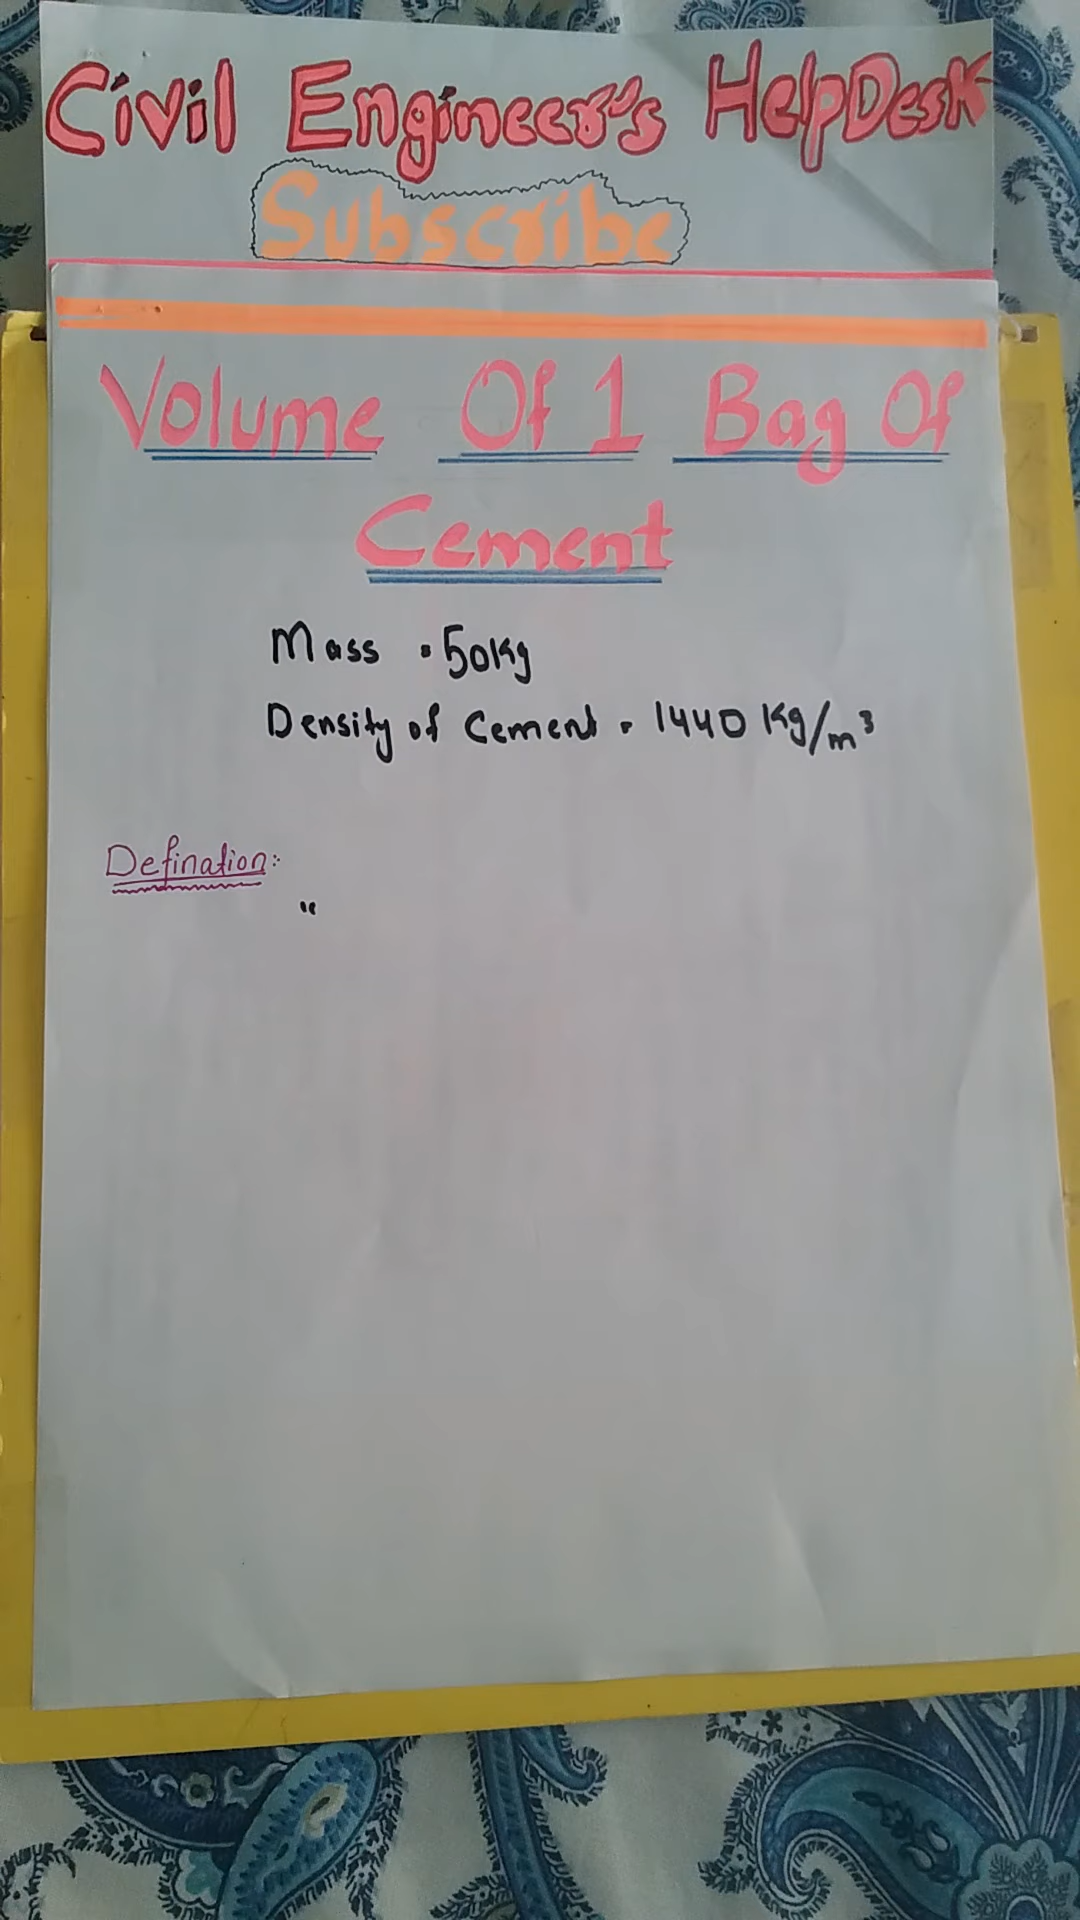 Civil Engineer's HelpDesk
Subscribe
Volume Of 1 Bag Of
Cement
Mass = 50Kg
Density of Cement = 1440 Kg/m³
Defination:
"